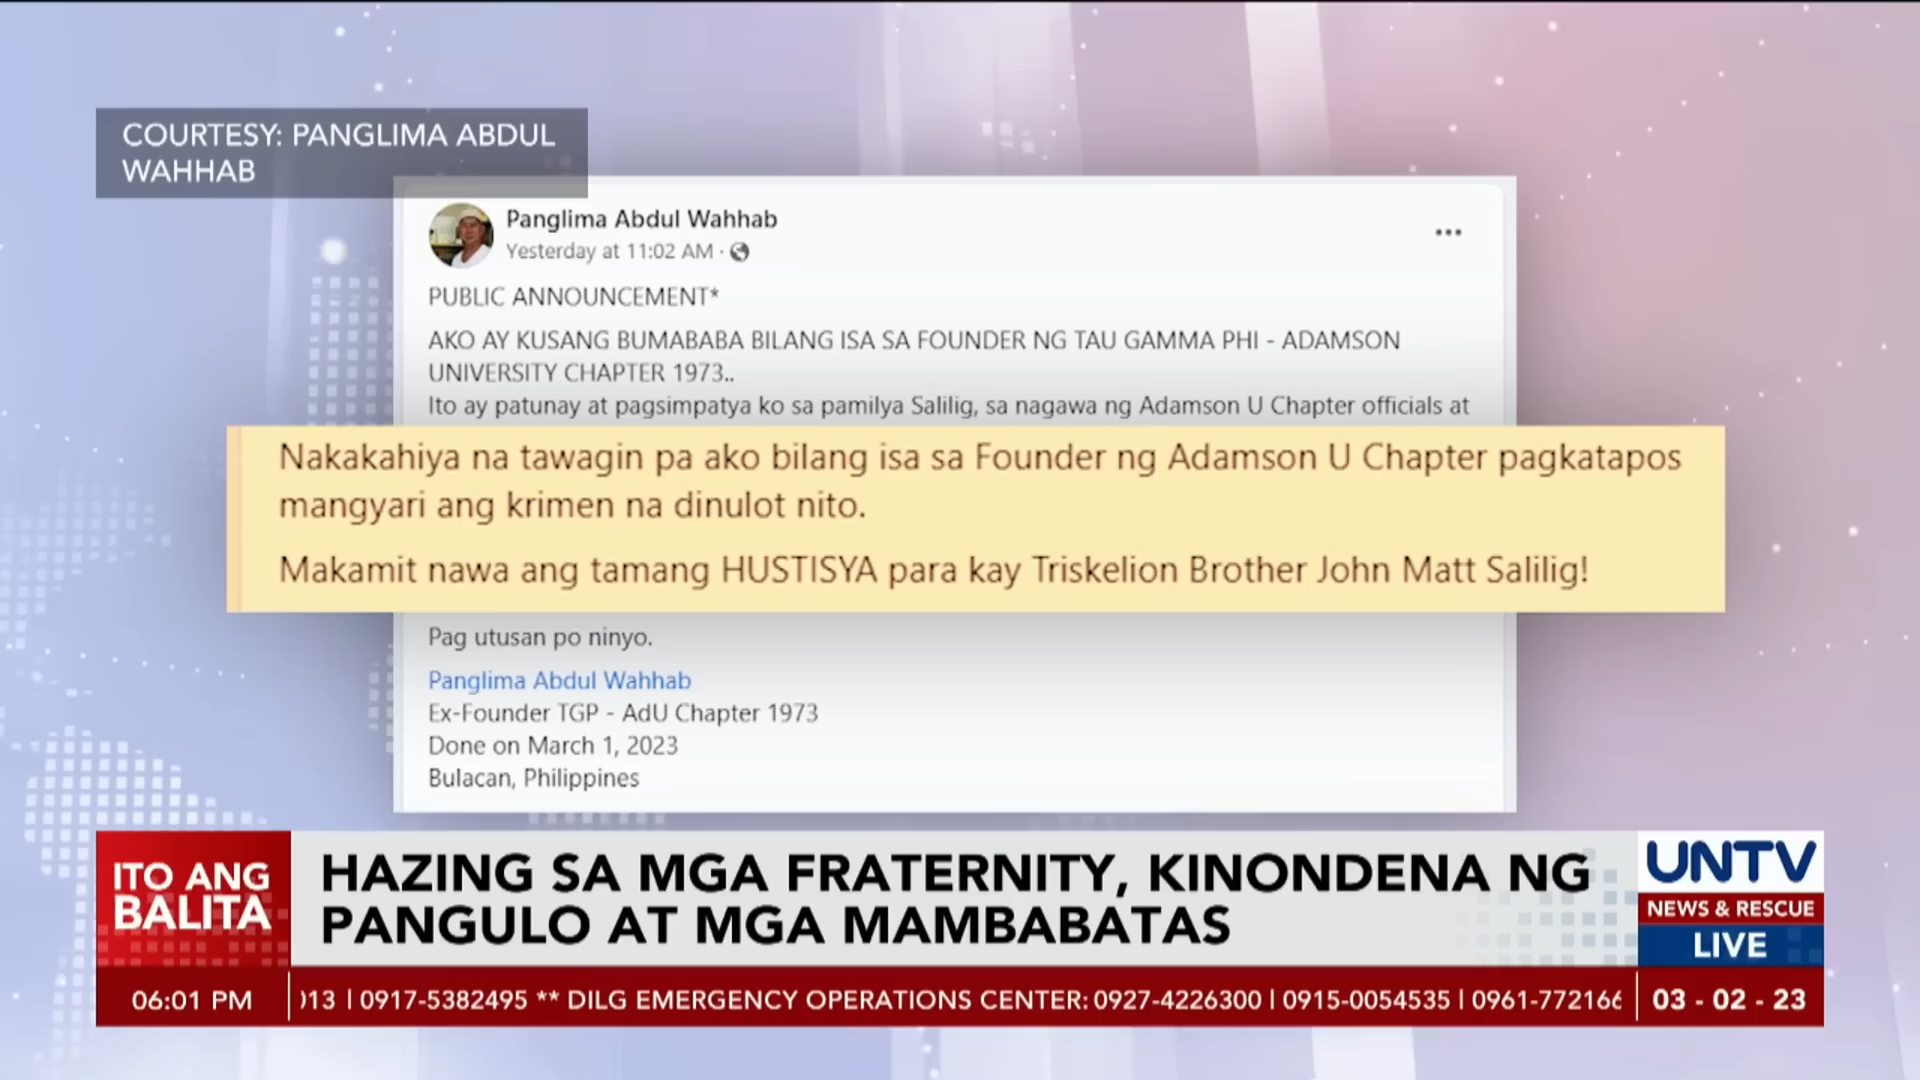 COURTESY: PANGLIMA ABDUL
WAHHAB
Panglima Abdul Wahhab
Yesterday at 11:02 AM ·
PUBLIC ANNOUNCEMENT*
AKO AY KUSANG BUMABABA BILANG ISA SA FOUNDER NG TAU GAMMA PHI - ADAMSON
UNIVERSITY CHAPTER 1973..
Ito ay patunay at pagsimpatya ko sa pamilya Salilig, sa nagawa ng Adamson U Chapter officials at
Nakakahiya na tawagin pa ako bilang isa sa Founder ng Adamson U Chapter pagkatapos
mangyari ang krimen na dinulot nito.
Makamit nawa ang tamang HUSTISYA para kay Triskelion Brother John Matt Salilig!
Pag utusan po ninyo.
Panglima Abdul Wahhab
Ex-Founder TGP - AdU Chapter 1973
Done on March 1, 2023
Bulacan, Philippines
ITO ANG
BALITA
HAZING SA MGA FRATERNITY, KINONDENA NG
PANGULO AT MGA MAMBABATAS
UNTV
NEWS & RESCUE
LIVE
06:01 PM
013 | 0917-5382495 ** DILG EMERGENCY OPERATIONS CENTER: 0927-4226300 | 0915-0054535 | 0961-772166
03 - 02 - 23